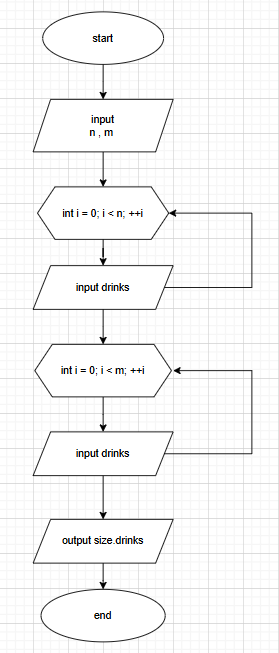 start
input
n , m
int i = 0; i < n; ++i
input drinks
int i = 0; i < m; ++i
input drinks
output size.drinks
end